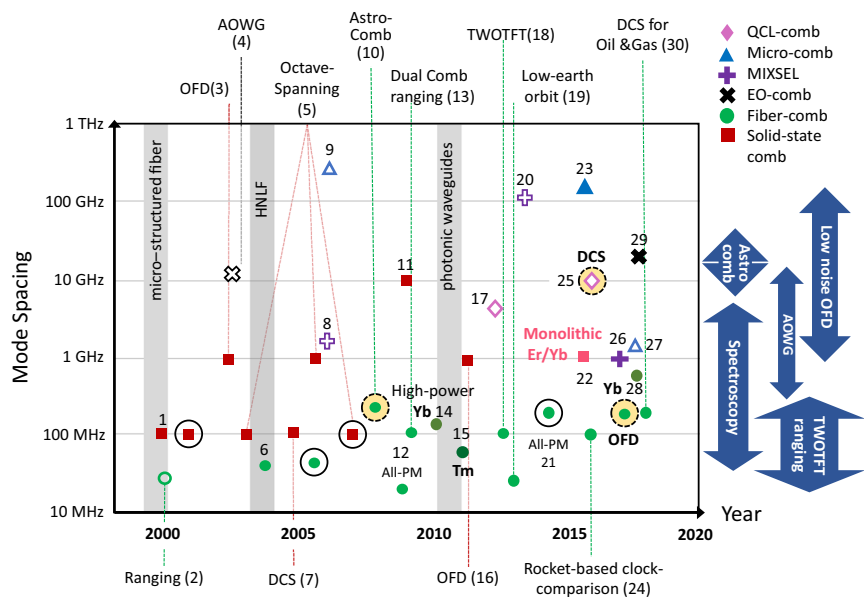 AOWG
(4)
Astro-
Comb
(10)
OFD(3)
Octave-
Spanning
(5)
Dual Comb
ranging (13)
TWOTFT(18)
Low-earth
orbit (19)
DCS for
Oil &Gas (30)
QCL-comb
Micro-comb
MIXSEL
EO-comb
Fiber-comb
Solid-state
comb
1 THz
100 GHz
10 GHz
1 GHz
100 MHz
10 MHz
Mode Spacing
micro–structured fiber
HNLF
photonic waveguides
9
20
23
29
DCS
25
11
17
8
Monolithic
Er/Yb
22
26
27
High-power
Yb 14
Yb 28
1
6
12
All-PM
15
Tm
All-PM
21
OFD
2000
2005
2010
2015
2020
Year
Ranging (2)
DCS (7)
OFD (16)
Rocket-based clock-
comparison (24)
Astro
comb
Low noise OFD
AOWG
Spectroscopy
TWOTFT
ranging